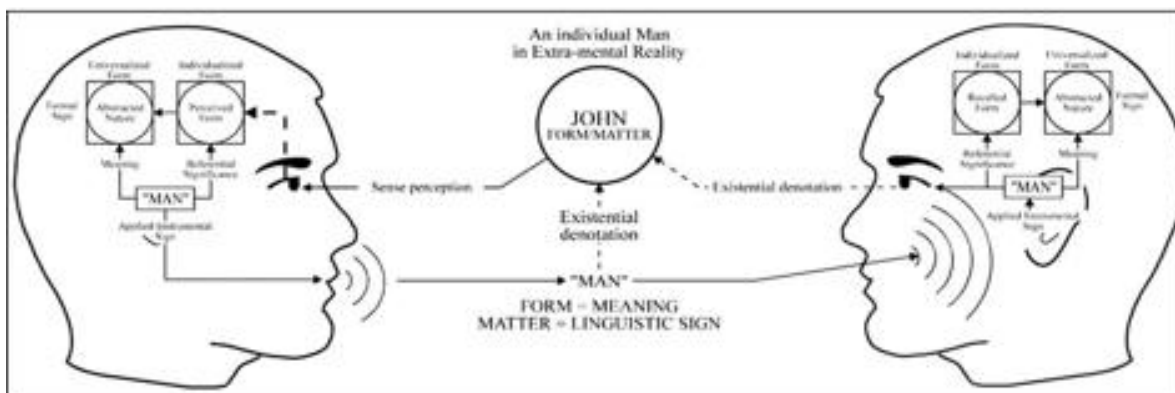 An individual Man
in Extra-mental Reality
Universalized
Form
Individualized
Form
Formal
Sign
Abstracted
Nature
Perceived
Form
Meaning
Referential
Significance
"MAN"
Applied Instrumental
Sign
JOHN
FORM/MATTER
Sense perception
Existential denotation
Existential
denotation
"MAN"
FORM = MEANING
MATTER = LINGUISTIC SIGN
Individualized
Form
Universalized
Form
Recalled
Form
Abstracted
Nature
Formal
Sign
Referential
Significance
Meaning
"MAN"
Applied Instrumental
Sign